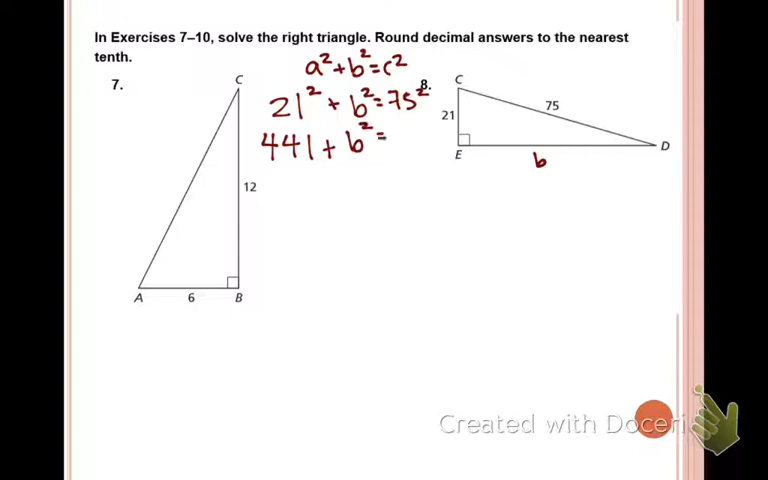 In Exercises 7–10, solve the right triangle. Round decimal answers to the nearest
tenth.
a²+b²=c²
7.
C
12
A
6
B
21² + b²=75²
441 + b² =
8.
C
75
21
E
D
b
Created with Doceri